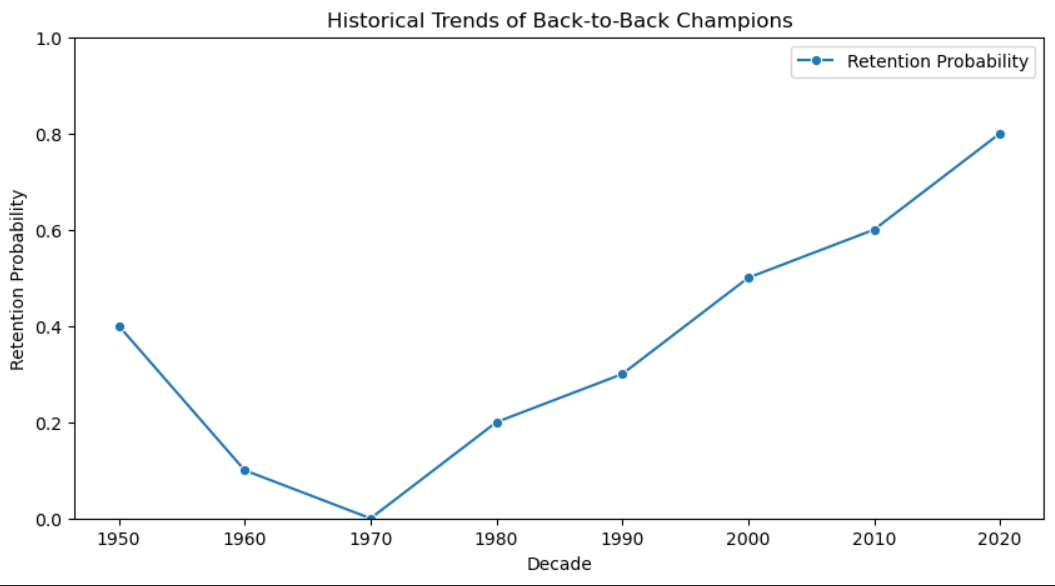 Historical Trends of Back-to-Back Champions
Retention Probability
1.0
0.8
0.6
0.4
0.2
0.0
Retention Probability
1950 1960 1970 1980 1990 2000 2010 2020
Decade